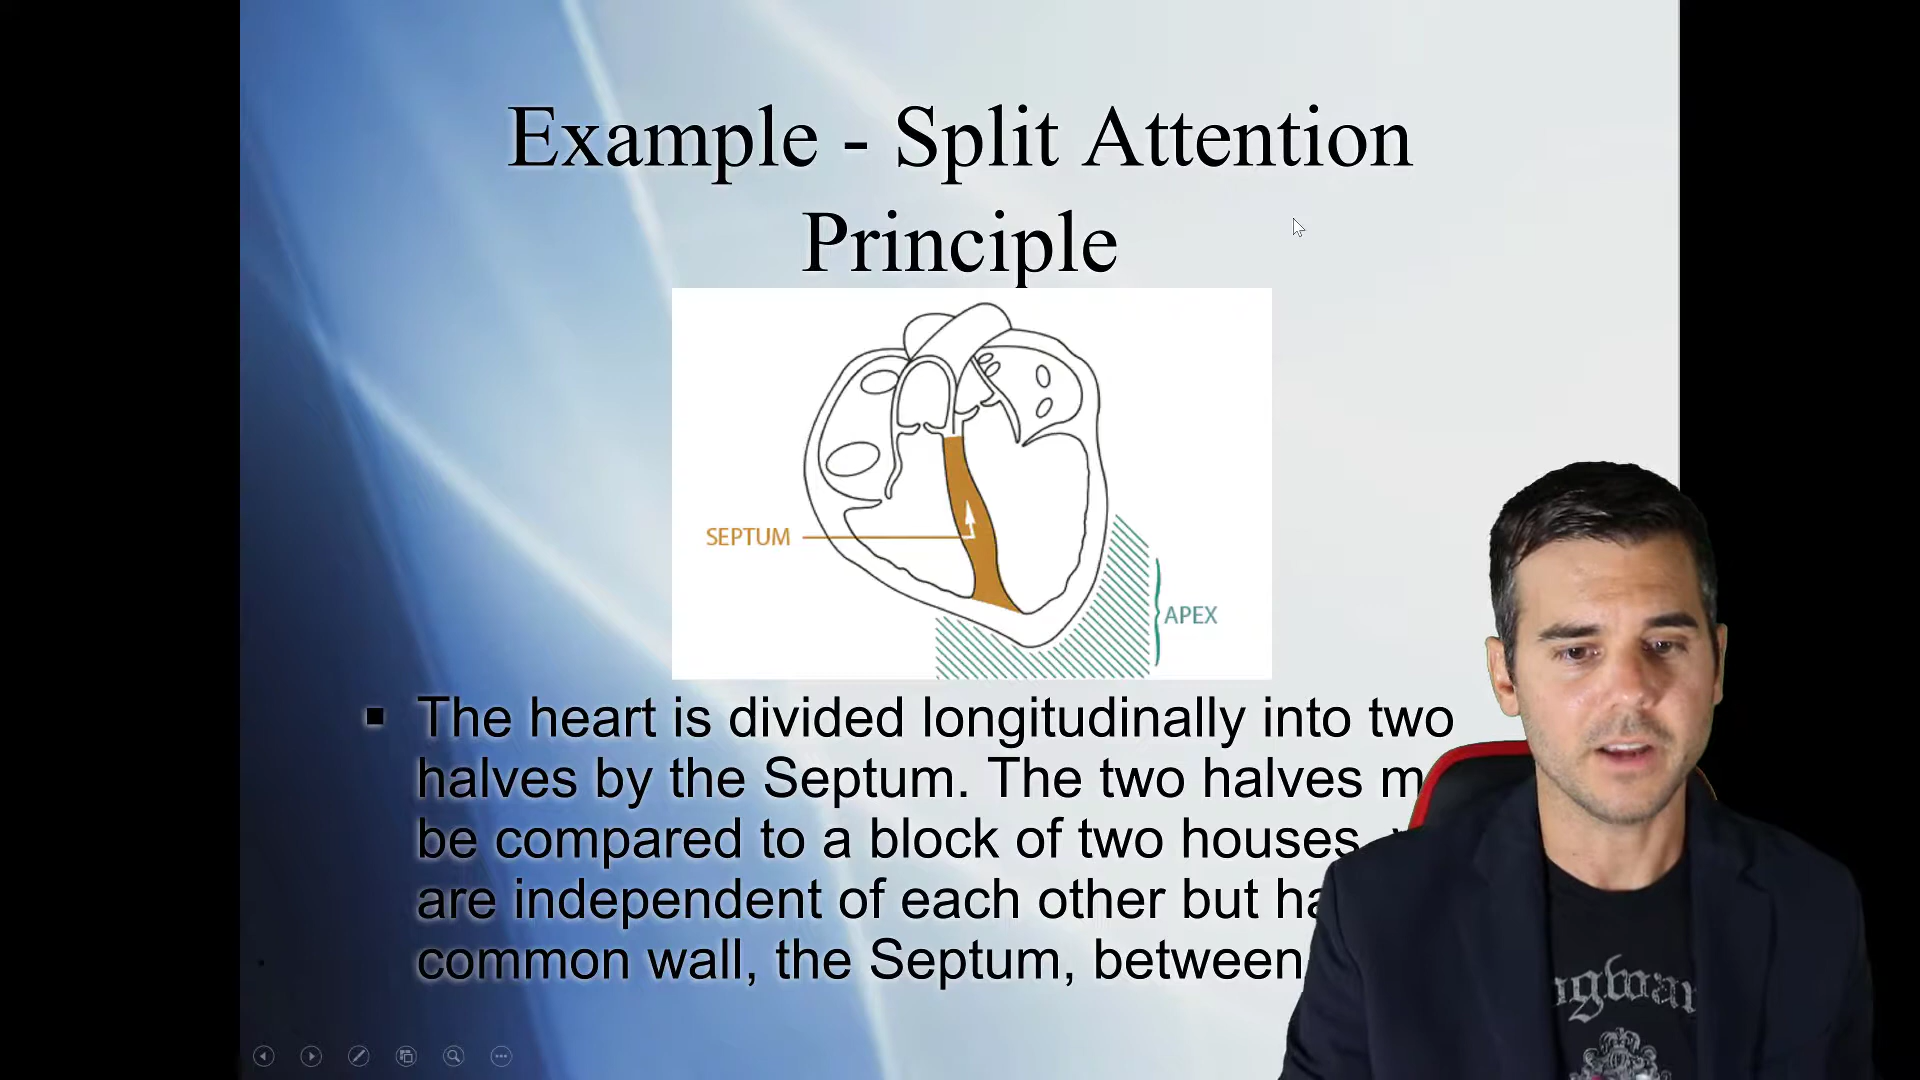 Example - Split Attention
Principle
SEPTUM
APEX
▪ The heart is divided longitudinally into two
halves by the Septum. The two halves
be compared to a block of two houses,
are independent of each other but
common wall, the Septum, between